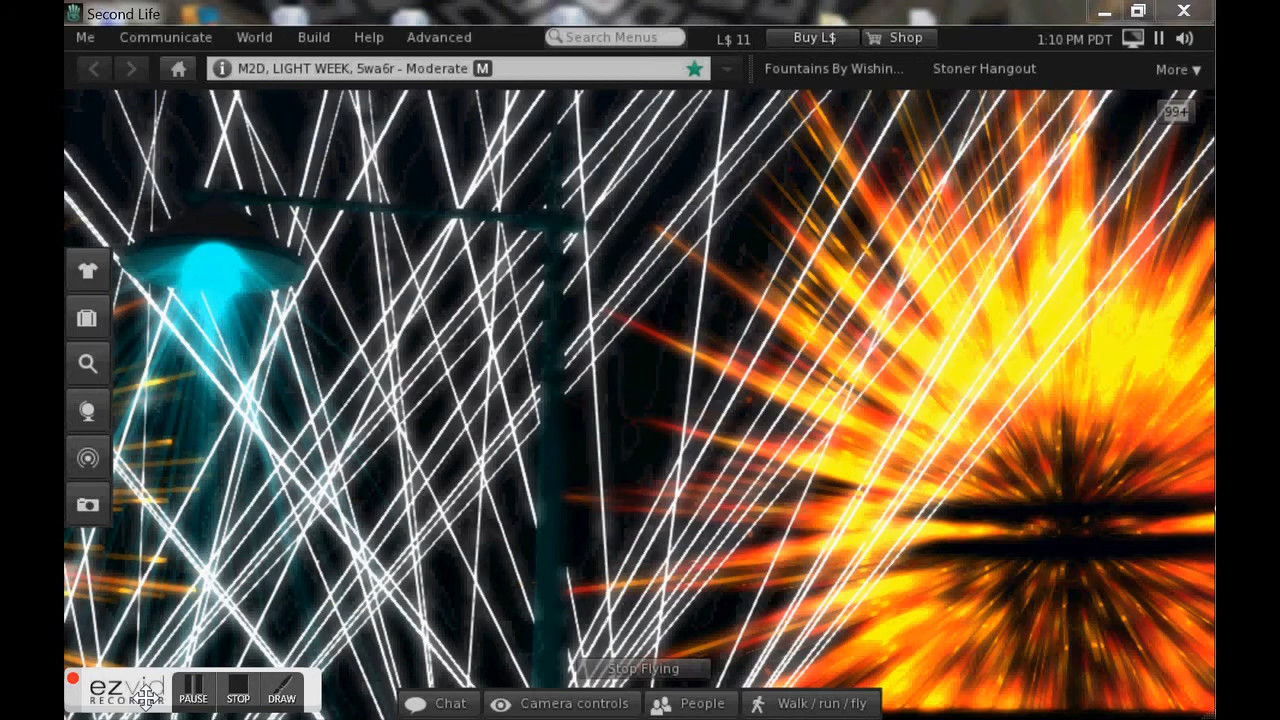 Second Life
Me Communicate World Build Help Advanced Search Menus L$ 11 Buy L$ Shop 1:10 PM PDT
M2D, LIGHT WEEK, 5wa6r - Moderate M Fountains By Wishin... Stoner Hangout More
99+
Stop Flying
ezvid
RECORDER PAUSE STOP DRAW
Chat Camera controls People Walk / run / fly